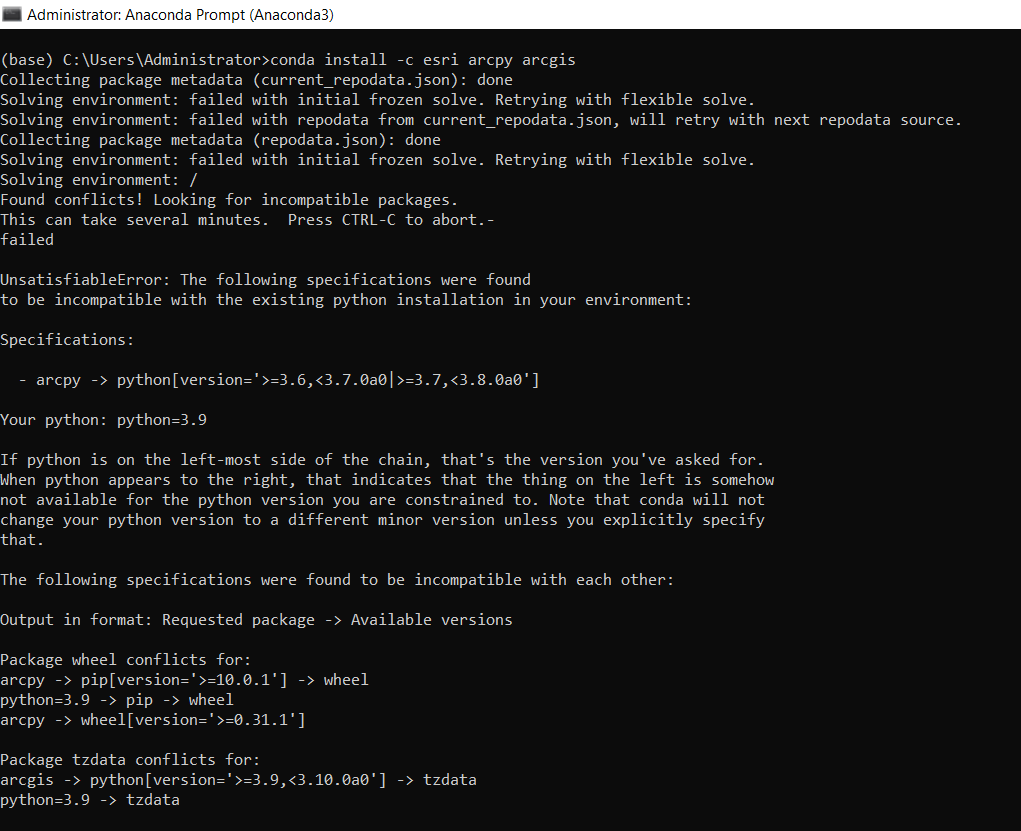 Administrator: Anaconda Prompt (Anaconda3)
(base) C:\Users\Administrator>conda install -c esri arcpy arcgis
Collecting package metadata (current_repodata.json): done
Solving environment: failed with initial frozen solve. Retrying with flexible solve.
Solving environment: failed with repodata from current_repodata.json, will retry with next repodata source.
Collecting package metadata (repodata.json): done
Solving environment: failed with initial frozen solve. Retrying with flexible solve.
Solving environment: /
Found conflicts! Looking for incompatible packages.
This can take several minutes.  Press CTRL-C to abort.-
failed

UnsatisfiableError: The following specifications were found
to be incompatible with the existing python installation in your environment:

Specifications:

  - arcpy -> python[version='>=3.6,<3.7.0a0|>=3.7,<3.8.0a0']

Your python: python=3.9

If python is on the left-most side of the chain, that's the version you've asked for.
When python appears to the right, that indicates that the thing on the left is somehow
not available for the python version you are constrained to. Note that conda will not
change your python version to a different minor version unless you explicitly specify
that.

The following specifications were found to be incompatible with each other:

Output in format: Requested package -> Available versions

Package wheel conflicts for:
arcpy -> pip[version='>=10.0.1'] -> wheel
python=3.9 -> pip -> wheel
arcpy -> wheel[version='>=0.31.1']

Package tzdata conflicts for:
arcgis -> python[version='>=3.9,<3.10.0a0'] -> tzdata
python=3.9 -> tzdata